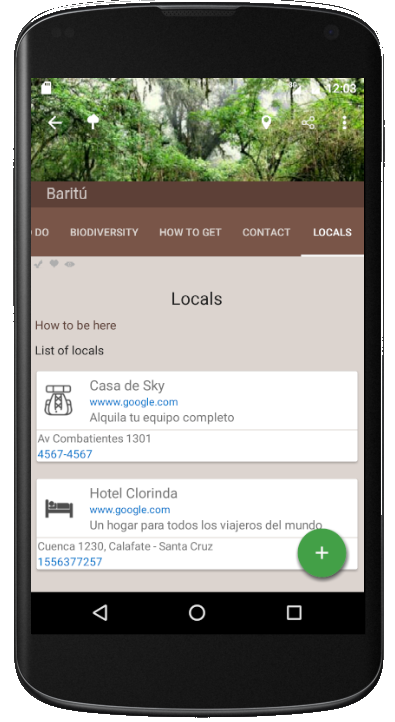 12:03
Baritú
O DO BIODIVERSITY HOW TO GET CONTACT LOCALS
Locals
How to be here
List of locals
Casa de Sky
wwww.google.com
Alquila tu equipo completo
Av Combatientes 1301
4567-4567
Hotel Clorinda
www.google.com
Un hogar para todos los viajeros del mundo
Cuenca 1230, Calafate - Santa Cruz
1556377257